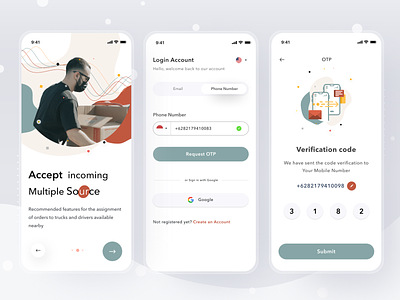 9:41
Accept incoming
Multiple Source
Recommended features for the assignment
of orders to trucks and drivers available
nearby
9:41
Login Account
Hello, welcome back to our account
Email
Phone Number
Phone Number
+6282179410083
Request OTP
or Sign in with Google
Google
Not registered yet? Create an Account
9:41
OTP
Verification code
We have sent the code verification to
Your Mobile Number
+6282179410098
3 1 8 2
Submit